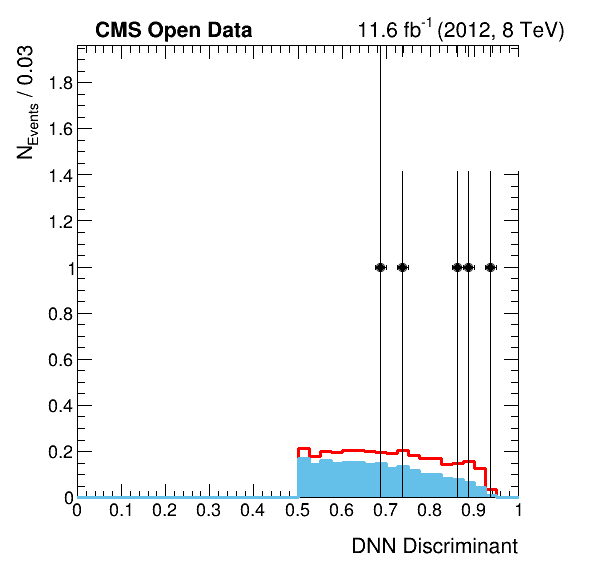 CMS Open Data
11.6 fb-1 (2012, 8 TeV)
NEvents / 0.03
1.8
1.6
1.4
1.2
1
0.8
0.6
0.4
0.2
0
0 0.1 0.2 0.3 0.4 0.5 0.6 0.7 0.8 0.9 1
DNN Discriminant